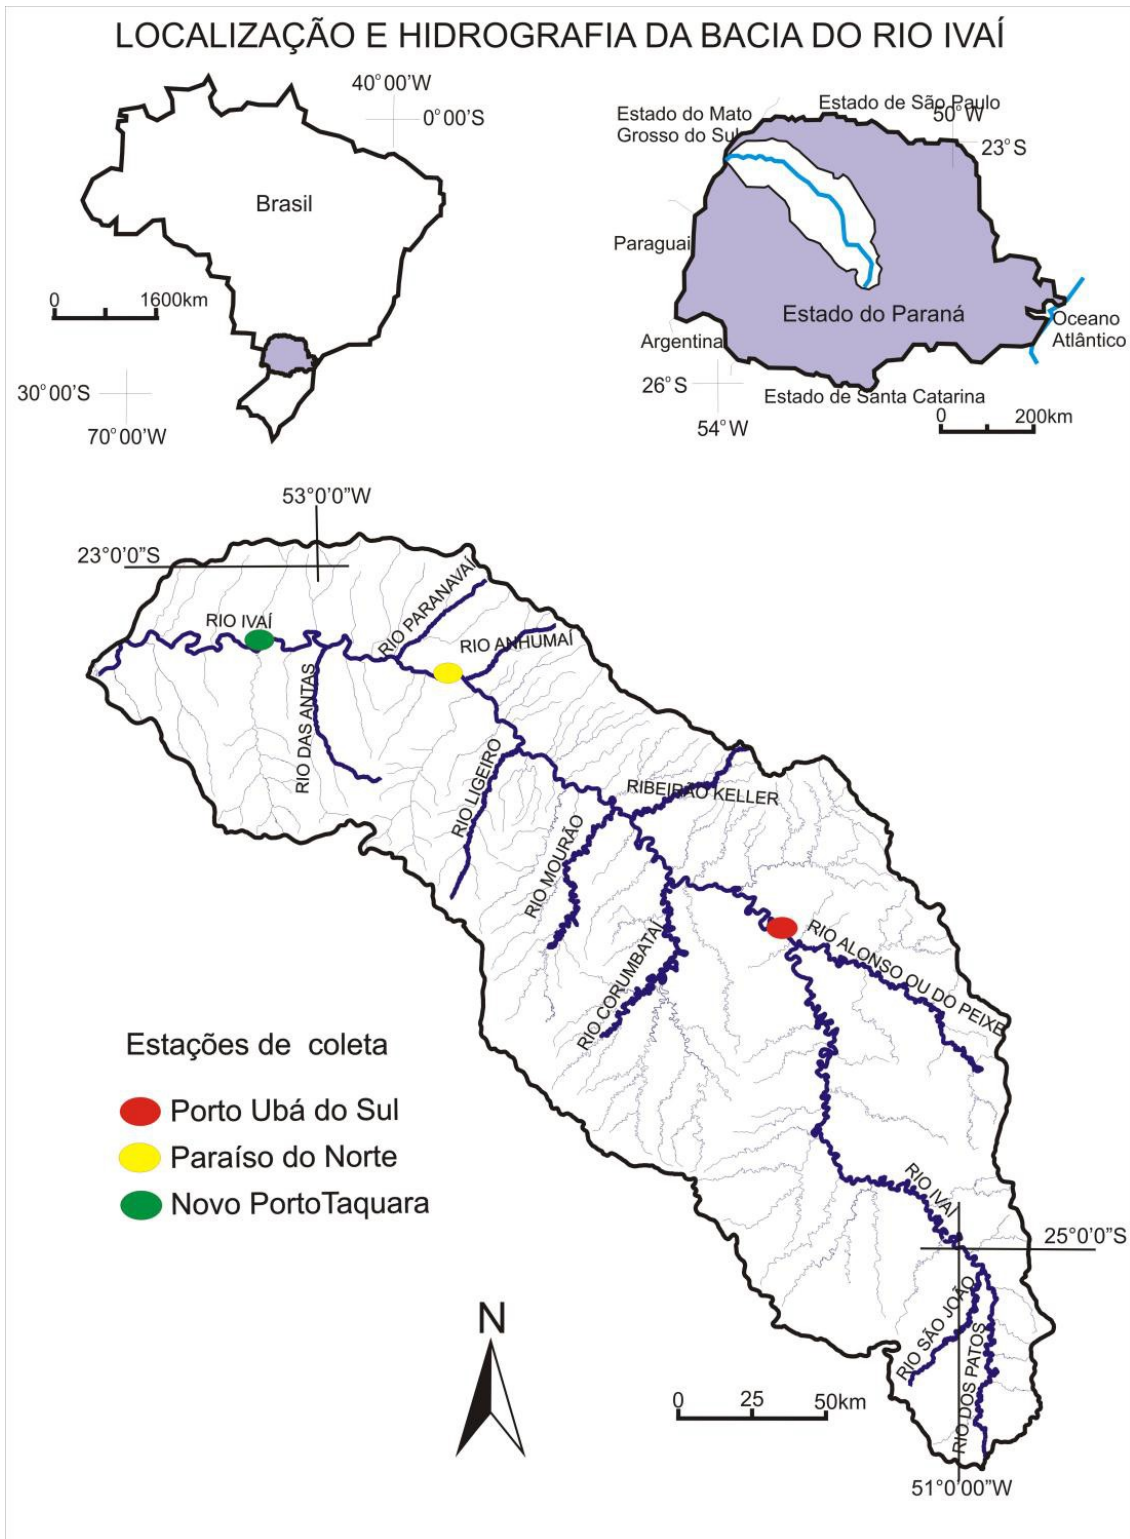 LOCALIZAÇÃO E HIDROGRAFIA DA BACIA DO RIO IVAÍ
40°00'W
0°00'S
Brasil
0 1600km
30°00'S
70°00'W
Estado do Mato
Grosso do Sul
Estado de São Paulo
50°W
23°S
Paraguai
Estado do Paraná
Argentina
Oceano
Atlântico
26°S
Estado de Santa Catarina
54°W
0 200km
53°0'0"W
23°0'0"S
RIO IVAÍ
RIO PARANAVAÍ
RIO ANHUMAÍ
RIO DAS ANTAS
RIO LIGEIRO
RIBEIRÃO KELLER
RIO MOURÃO
RIO CORUMBATAÍ
RIO ALONSO OU DO PEIXE
Estações de coleta
Porto Ubá do Sul
Paraíso do Norte
Novo PortoTaquara
RIO IVAÍ
25°0'0"S
RIO SÃO JOÃO
RIO DOS PATOS
N
0 25 50km
51°0'00"W